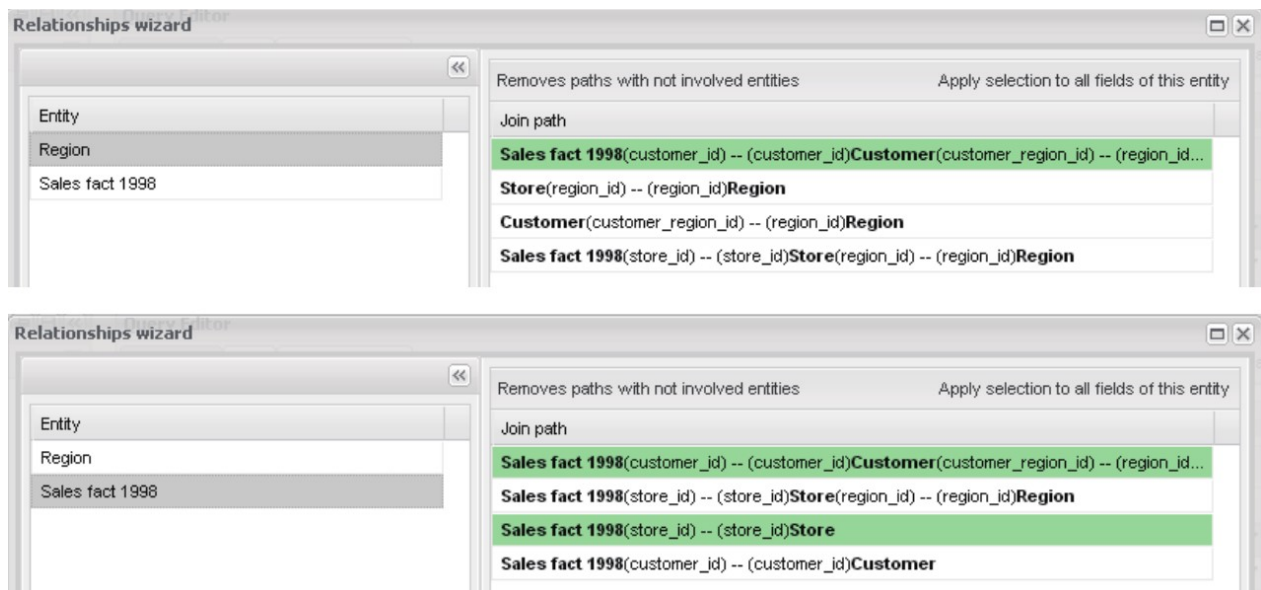 Query Editor
Relationships wizard
Removes paths with not involved entities Apply selection to all fields of this entity
Entity
Region
Sales fact 1998
Join path
Sales fact 1998(customer_id) -- (customer_id)Customer(customer_region_id) -- (region_id...
Store(region_id) -- (region_id)Region
Customer(customer_region_id) -- (region_id)Region
Sales fact 1998(store_id) -- (store_id)Store(region_id) -- (region_id)Region
Query Editor
Relationships wizard
Removes paths with not involved entities Apply selection to all fields of this entity
Entity
Region
Sales fact 1998
Join path
Sales fact 1998(customer_id) -- (customer_id)Customer(customer_region_id) -- (region_id...
Sales fact 1998(store_id) -- (store_id)Store(region_id) -- (region_id)Region
Sales fact 1998(store_id) -- (store_id)Store
Sales fact 1998(customer_id) -- (customer_id)Customer